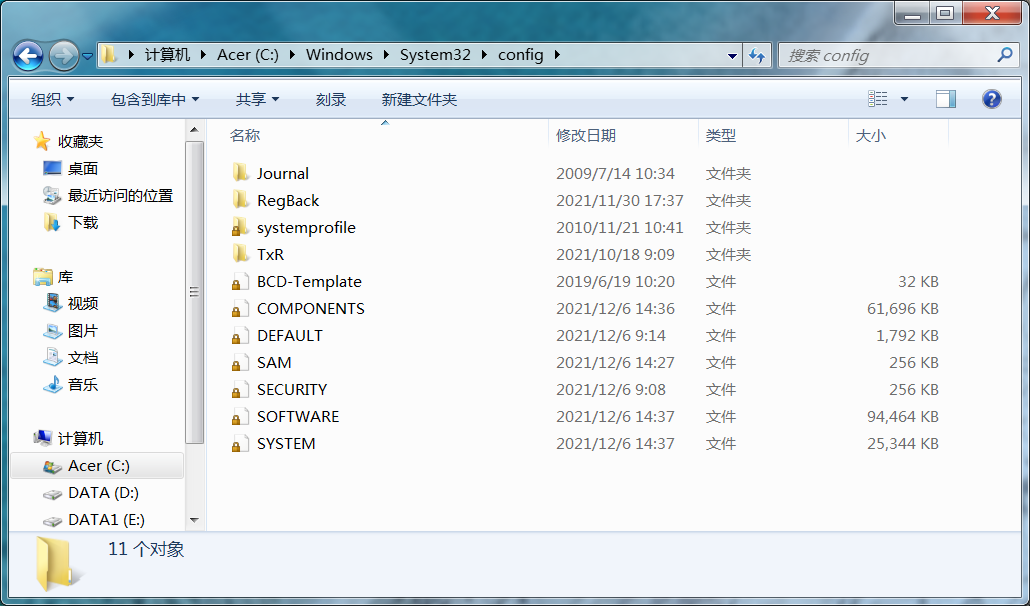 计算机 Acer (C:) Windows System32 config
搜索 config
组织 包含到库中 共享 刻录 新建文件夹
收藏夹
桌面
最近访问的位置
下载
库
视频
图片
文档
音乐
计算机
Acer (C:)
DATA (D:)
DATA1 (E:)
名称 修改日期 类型 大小
Journal 2009/7/14 10:34 文件夹
RegBack 2021/11/30 17:37 文件夹
systemprofile 2010/11/21 10:41 文件夹
TxR 2021/10/18 9:09 文件夹
BCD-Template 2019/6/19 10:20 文件 32 KB
COMPONENTS 2021/12/6 14:36 文件 61,696 KB
DEFAULT 2021/12/6 9:14 文件 1,792 KB
SAM 2021/12/6 14:27 文件 256 KB
SECURITY 2021/12/6 9:08 文件 256 KB
SOFTWARE 2021/12/6 14:37 文件 94,464 KB
SYSTEM 2021/12/6 14:37 文件 25,344 KB
11 个对象